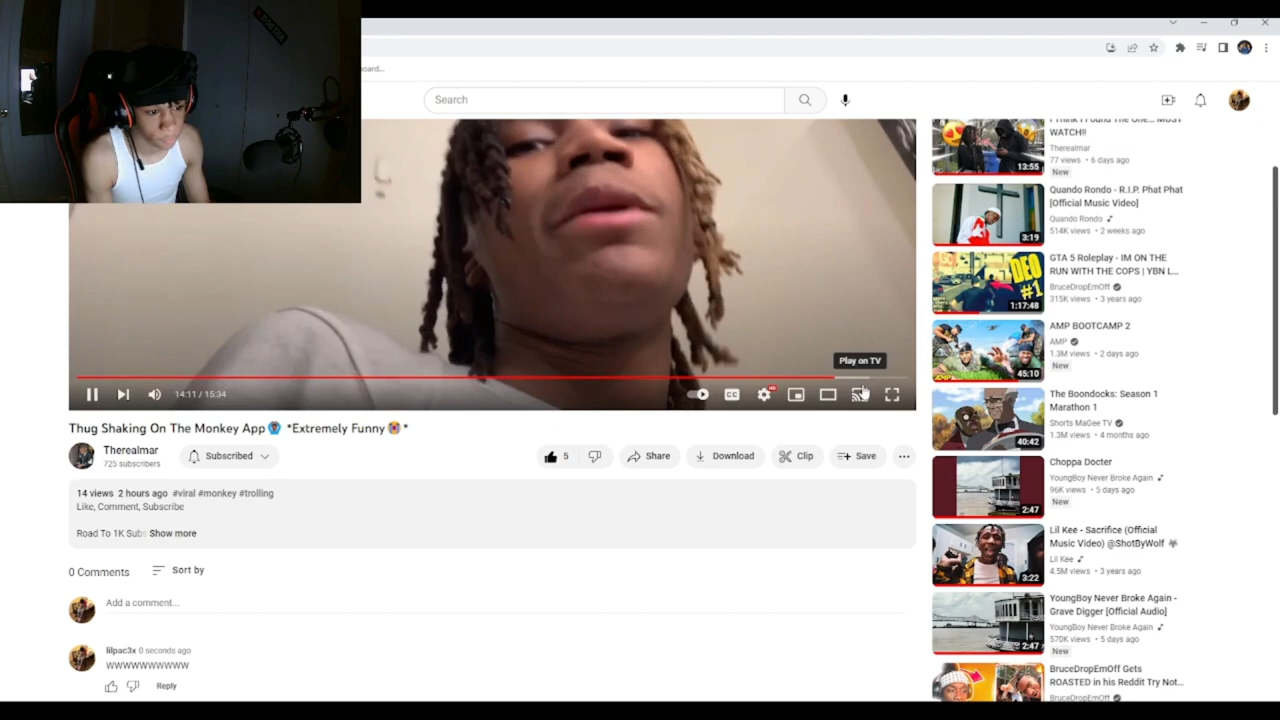 oard...
Search
WATCH!!
Therealmar
77 views • 6 days ago
New
13:55
Quando Rondo - R.I.P. Phat Phat
[Official Music Video]
Quando Rondo
514K views • 2 weeks ago
3:19
GTA 5 Roleplay - IM ON THE
RUN WITH THE COPS | YBN L...
BruceDropEmOff
315K views • 3 years ago
DEO
#1
1:17:48
AMP BOOTCAMP 2
AMP
1.3M views • 2 days ago
New
45:10
The Boondocks: Season 1
Marathon 1
Shorts MaGee TV
1.3M views • 4 months ago
40:42
Choppa Docter
YoungBoy Never Broke Again
96K views • 5 days ago
New
2:47
Lil Kee - Sacrifice (Official
Music Video) @ShotByWolf
Lil Kee
4.5M views • 3 years ago
3:22
YoungBoy Never Broke Again -
Grave Digger [Official Audio]
YoungBoy Never Broke Again
570K views • 5 days ago
New
2:47
BruceDropEmOff Gets
ROASTED in his Reddit Try Not...
BruceDropEmOff
Play on TV
14:11 / 15:34
CC
HD
Thug Shaking On The Monkey App🙆🏿‍♂️ *Extremely Funny🤣*
Therealmar
725 subscribers
Subscribed
5
Share
Download
Clip
Save
14 views 2 hours ago #viral #monkey #trolling
Like, Comment, Subscribe
Road To 1K Subs Show more
0 Comments
Sort by
Add a comment...
lilpac3x 0 seconds ago
WWWWWWWWWW
Reply